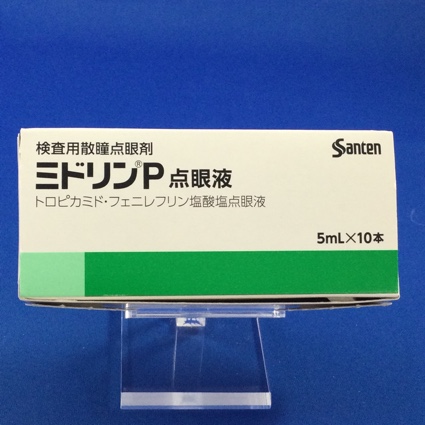 検査用散瞳点眼剤
Santen
ミドリン®P点眼液
トロピカミド・フェニレフリン塩酸塩点眼液
5mL×10本